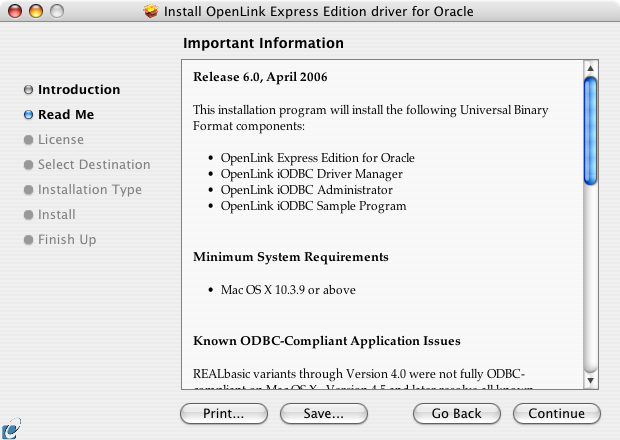 Install OpenLink Express Edition driver for Oracle
Important Information
Introduction
Read Me
License
Select Destination
Installation Type
Install
Finish Up
Release 6.0, April 2006
This installation program will install the following Universal Binary
Format components:
• OpenLink Express Edition for Oracle
• OpenLink iODBC Driver Manager
• OpenLink iODBC Administrator
• OpenLink iODBC Sample Program
Minimum System Requirements
• Mac OS X 10.3.9 or above
Known ODBC-Compliant Application Issues
REALbasic variants through Version 4.0 were not fully ODBC-
compliant on Mac OS X. Version 4.5 and later resolve all known
Print...
Save...
Go Back
Continue